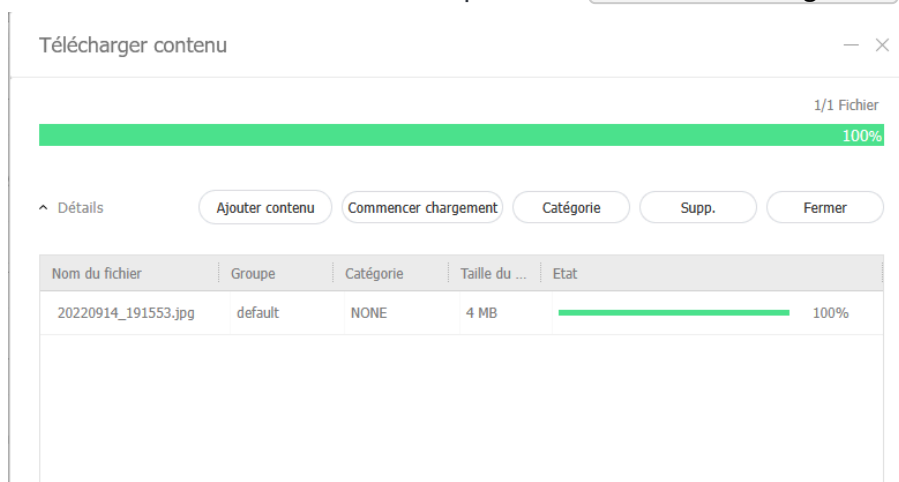 Télécharger contenu
1/1 Fichier
100%
Détails Ajouter contenu Commencer chargement Catégorie Supp. Fermer
Nom du fichier Groupe Catégorie Taille du ... Etat
20220914_191553.jpg default NONE 4 MB 100%